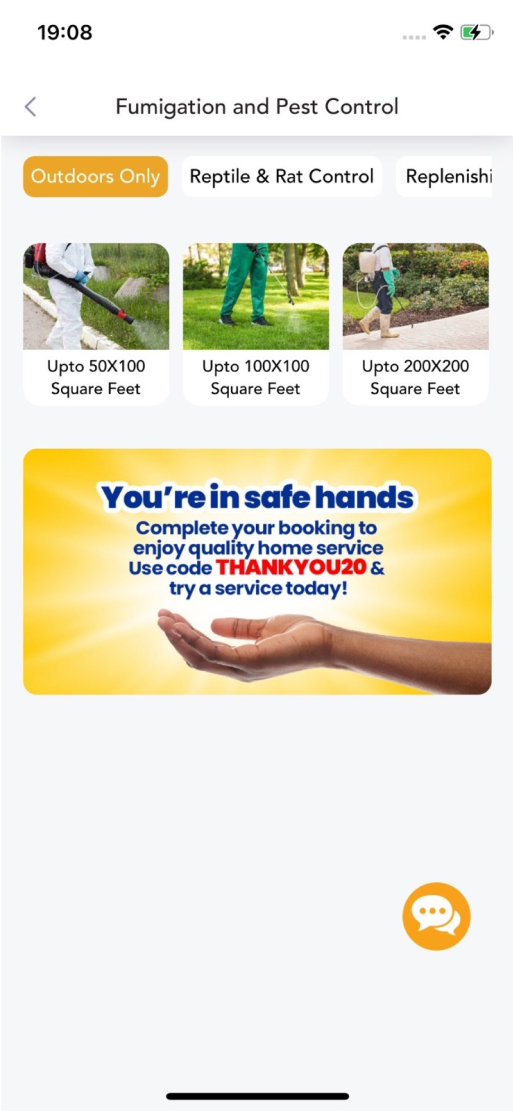 19:08
Fumigation and Pest Control
Outdoors Only
Reptile & Rat Control
Replenishi
Upto 50X100
Square Feet
Upto 100X100
Square Feet
Upto 200X200
Square Feet
You're in safe hands
Complete your booking to
enjoy quality home service
Use code THANKYOU20 &
try a service today!